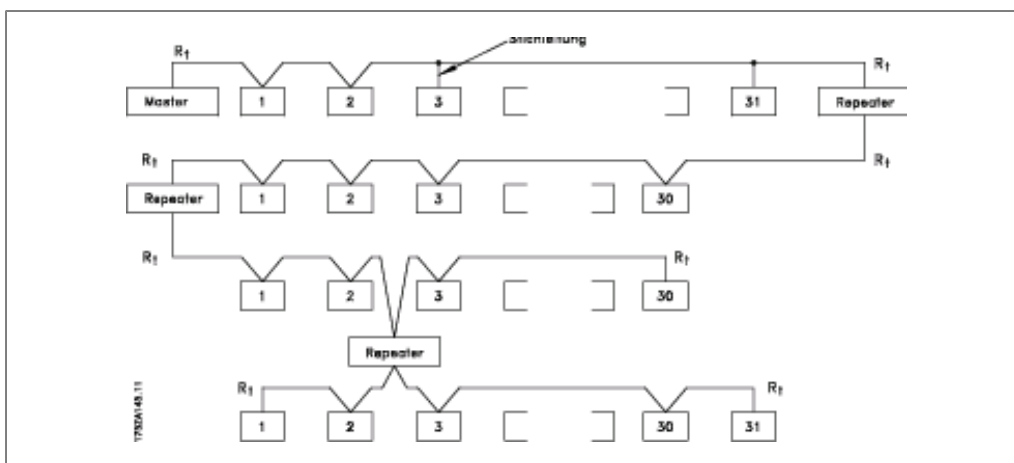 Stichleitung
Rt Rt
Master 1 2 3 31 Repeater
Rt Rt
Repeater 1 2 3 30
Rt Rt
1 2 3 30
Repeater
Rt Rt
1 2 3 30 31
175ZA145.11